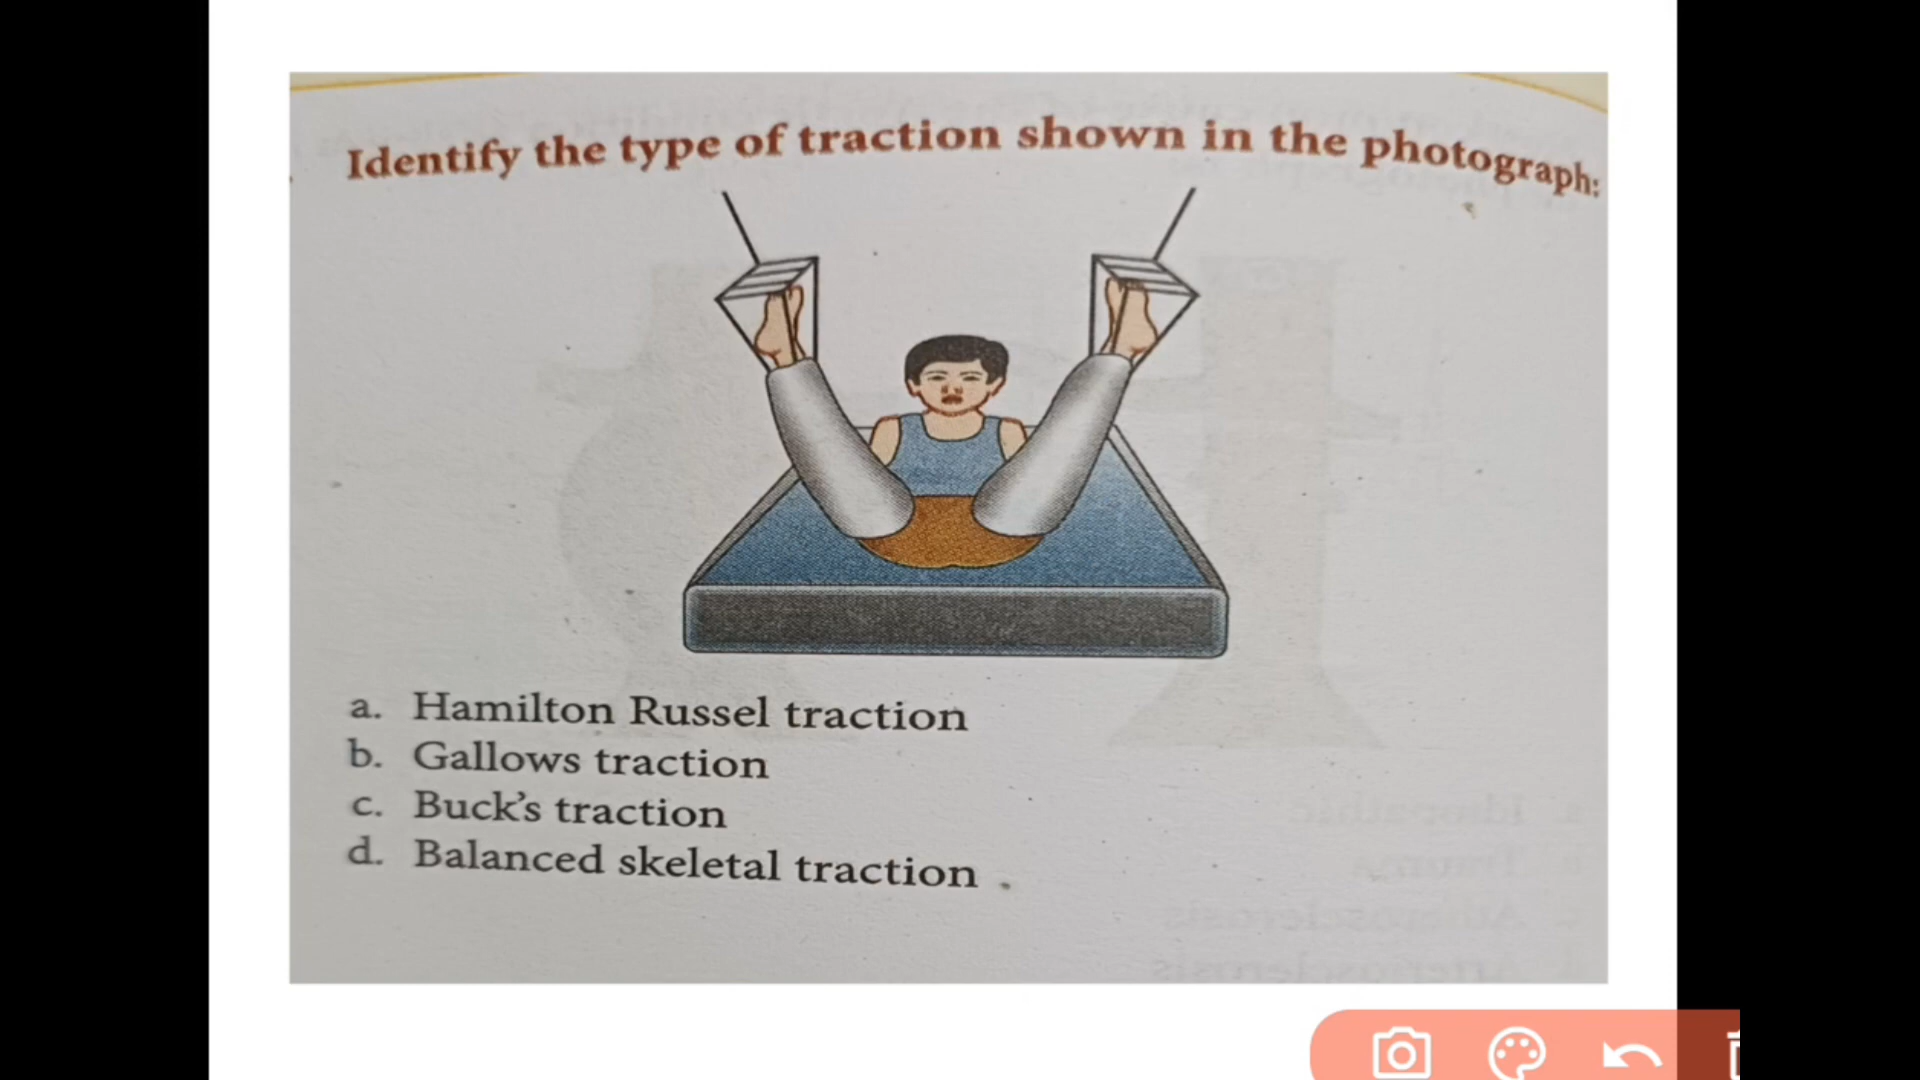 Identify the type of traction shown in the photograph:
a. Hamilton Russel traction
b. Gallows traction
c. Buck's traction
d. Balanced skeletal traction